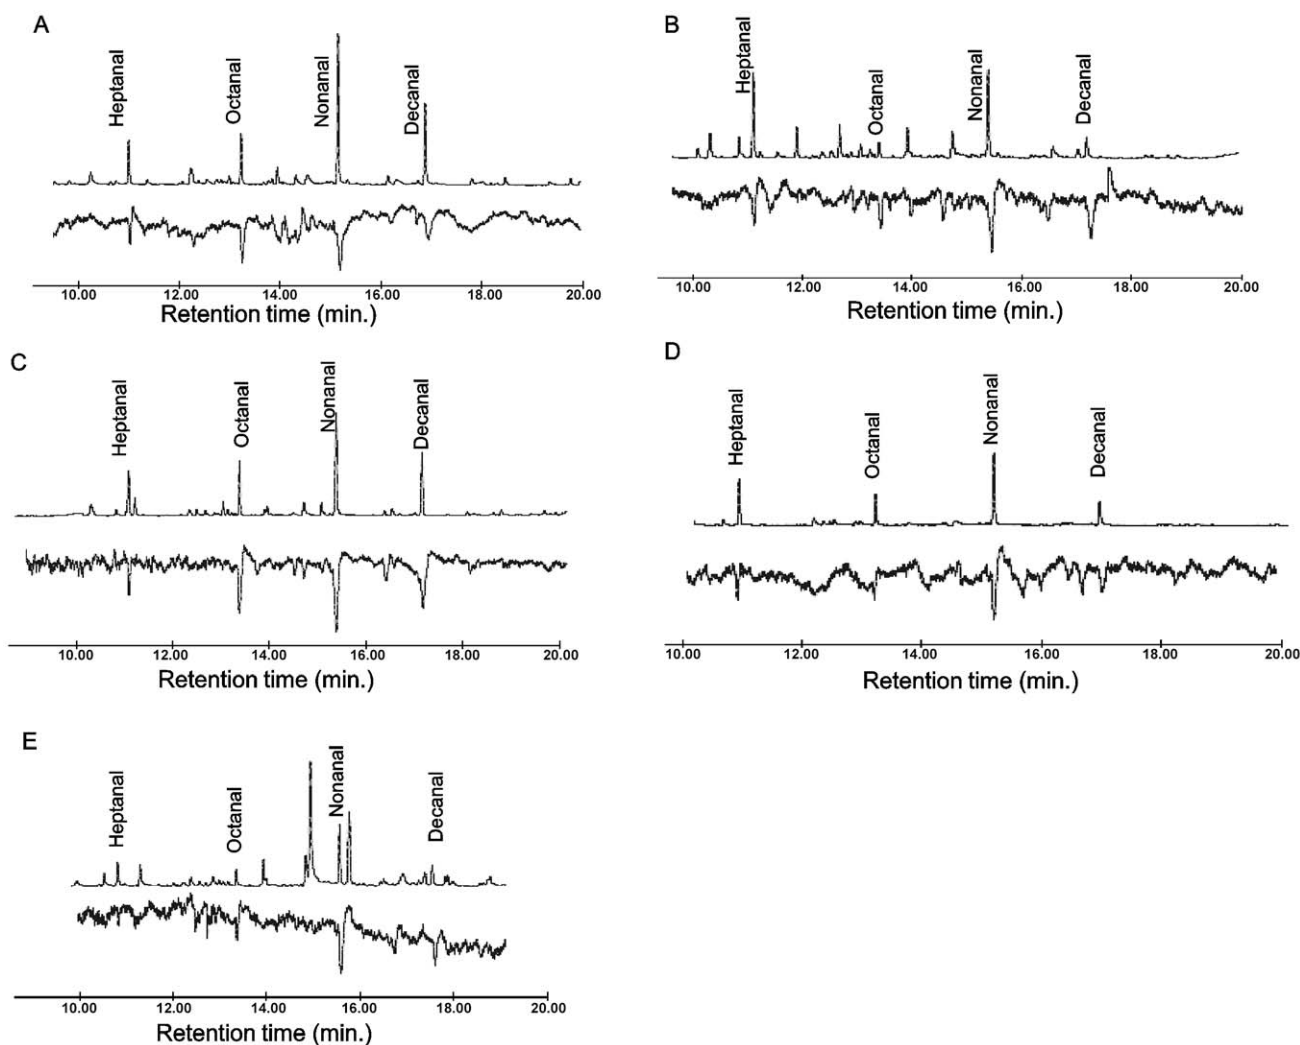 A
Heptanal
Octanal
Nonanal
Decanal
10.00 12.00 14.00 16.00 18.00 20.00
Retention time (min.)
B
Heptanal
Octanal
Nonanal
Decanal
10.00 12.00 14.00 16.00 18.00 20.00
Retention time (min.)
C
Heptanal
Octanal
Nonanal
Decanal
10.00 12.00 14.00 16.00 18.00 20.00
Retention time (min.)
D
Heptanal
Octanal
Nonanal
Decanal
10.00 12.00 14.00 16.00 18.00 20.00
Retention time (min.)
E
Heptanal
Octanal
Nonanal
Decanal
10.00 12.00 14.00 16.00 18.00 20.00
Retention time (min.)